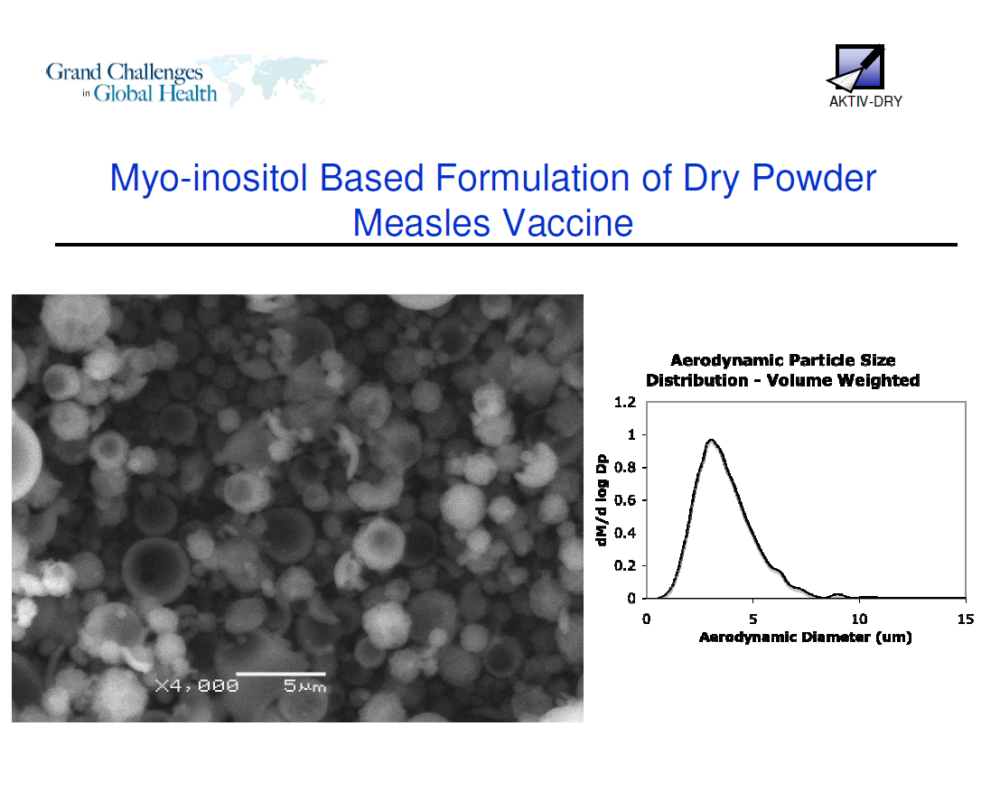 Grand Challenges
in Global Health
AKTIV-DRY
Myo-inositol Based Formulation of Dry Powder
Measles Vaccine
Aerodynamic Particle Size
Distribution - Volume Weighted
1.2
1
0.8
0.6
0.4
0.2
0
dM/d log Dp
0 5 10 15
Aerodynamic Diameter (um)
X4,000 5μm